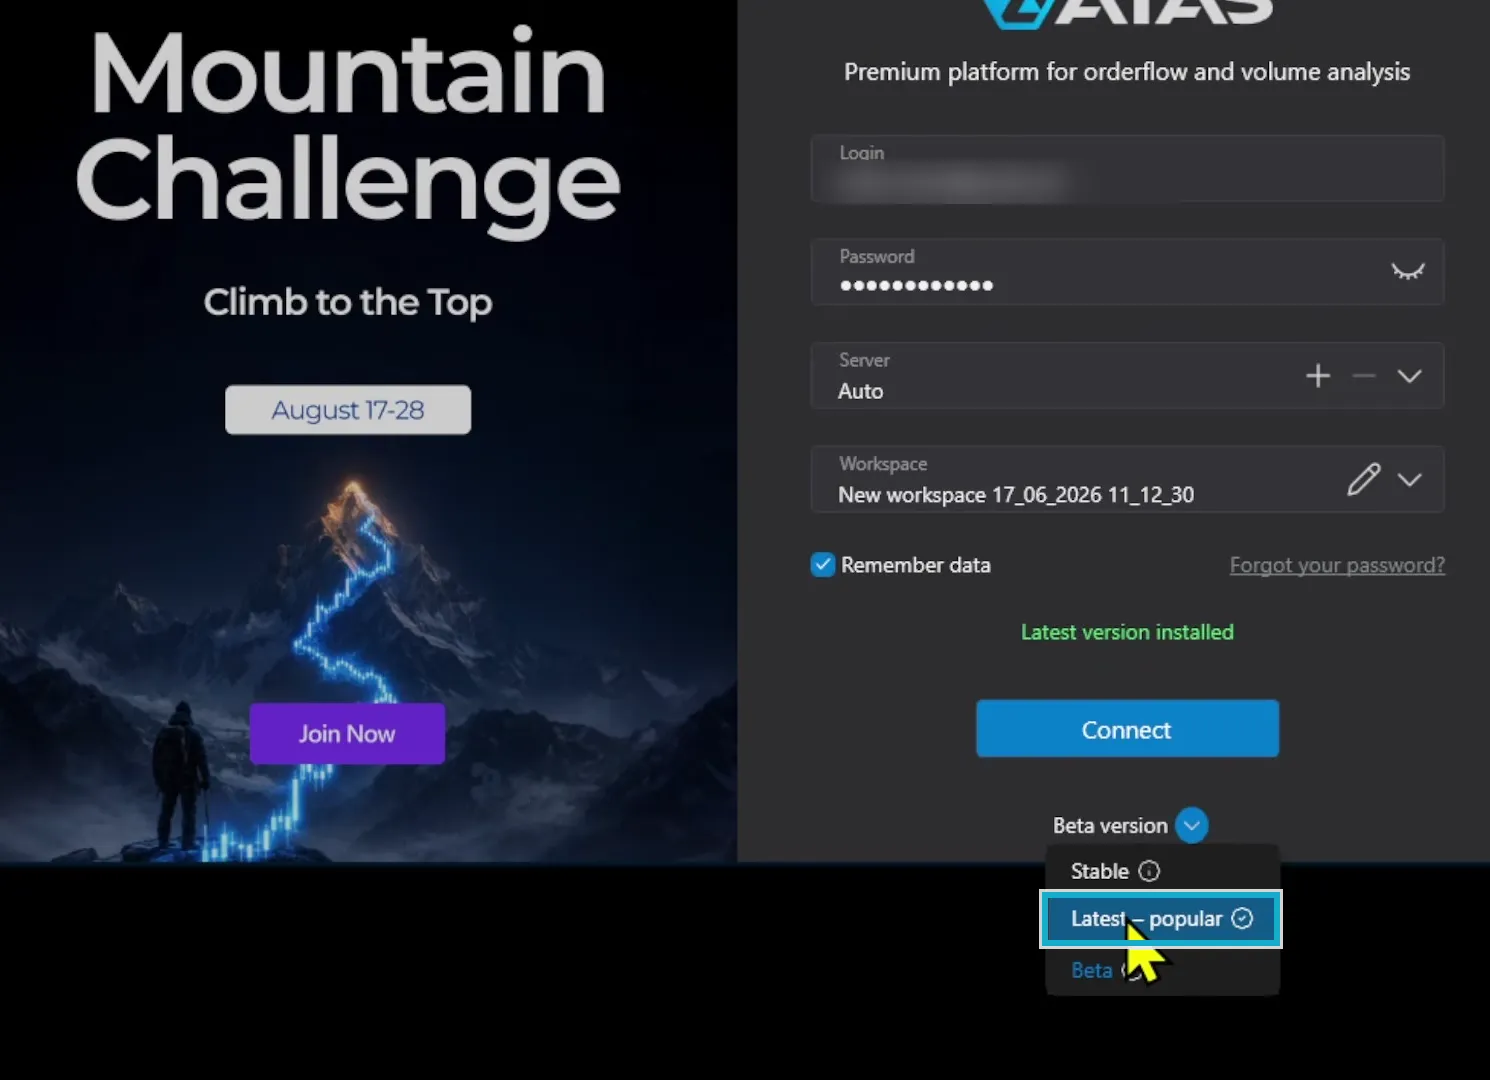 Mountain
Challenge
Climb to the Top
August 17-28
Join Now
ATAS
Premium platform for orderflow and volume analysis
Login
Password
Server
Auto
Workspace
New workspace 17_06_2026 11_12_30
Remember data
Forgot your password?
Latest version installed
Connect
Beta version
Stable
Latest – popular
Beta